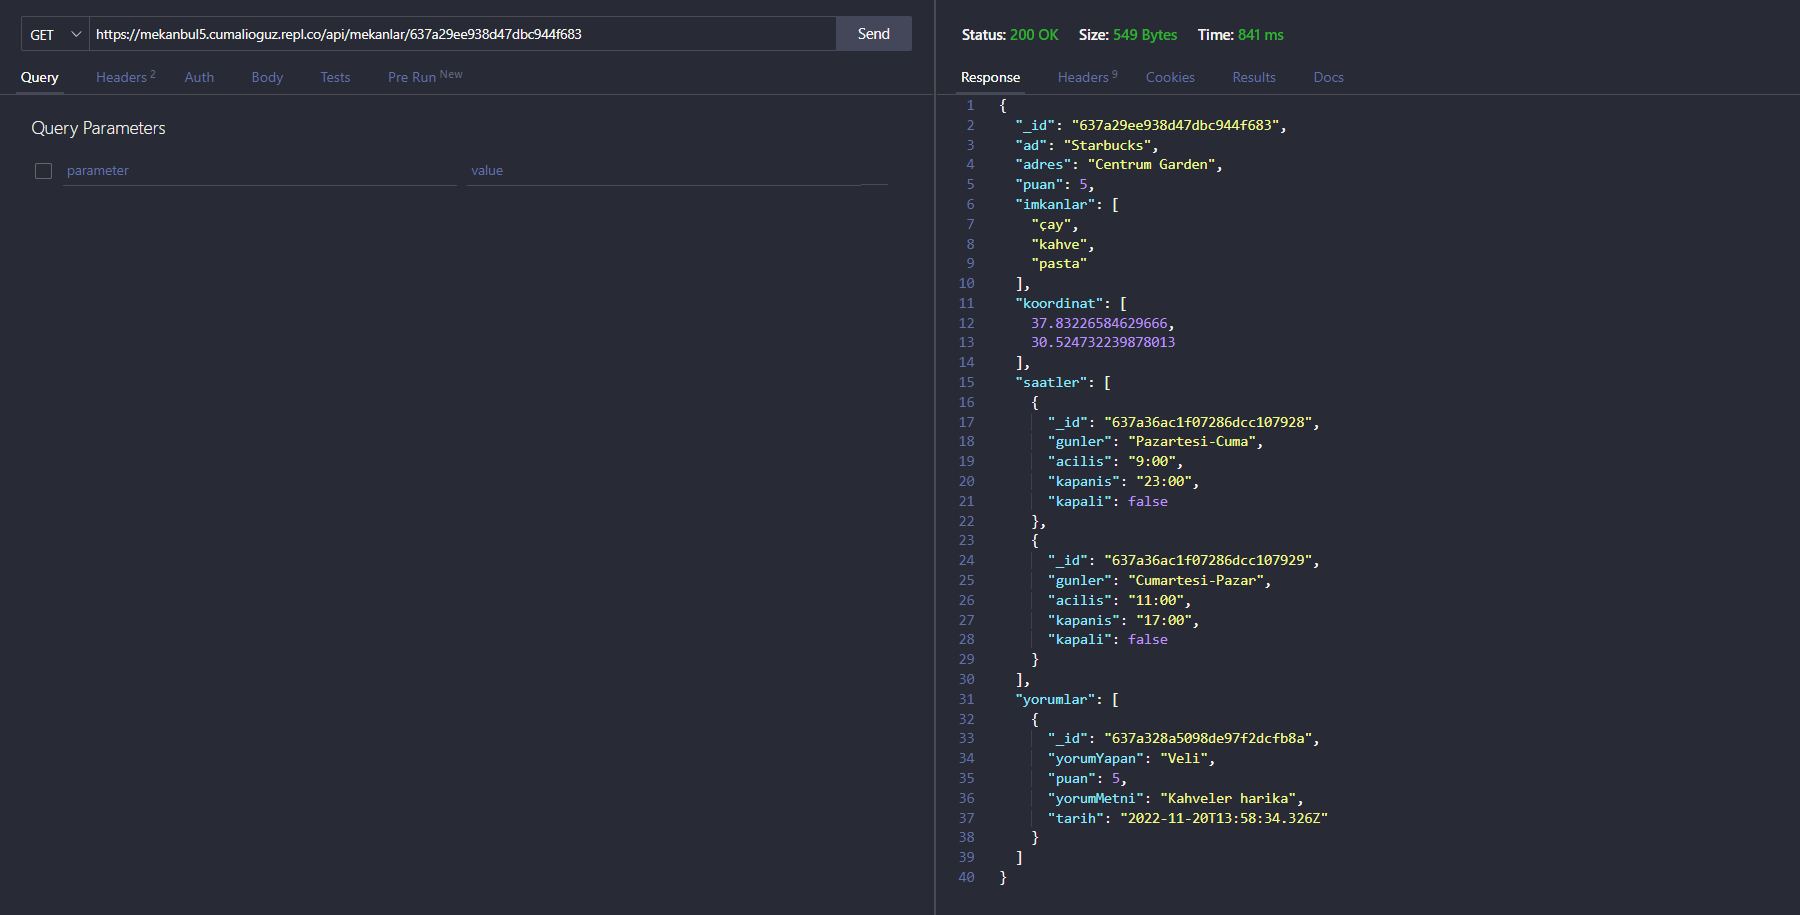 GET https://mekanbul5.cumalioguz.repl.co/api/mekanlar/637a29ee938d47dbc944f683 Send
Query Headers 2 Auth Body Tests Pre Run New
Query Parameters
parameter value
Status: 200 OK Size: 549 Bytes Time: 841 ms
Response Headers 9 Cookies Results Docs
1 {
2 "_id": "637a29ee938d47dbc944f683",
3 "ad": "Starbucks",
4 "adres": "Centrum Garden",
5 "puan": 5,
6 "imkanlar": [
7 "çay",
8 "kahve",
9 "pasta"
10 ],
11 "koordinat": [
12 37.83226584629666,
13 30.524732239878013
14 ],
15 "saatler": [
16 {
17 "_id": "637a36ac1f07286dcc107928",
18 "gunler": "Pazartesi-Cuma",
19 "acilis": "9:00",
20 "kapanis": "23:00",
21 "kapali": false
22 },
23 {
24 "_id": "637a36ac1f07286dcc107929",
25 "gunler": "Cumartesi-Pazar",
26 "acilis": "11:00",
27 "kapanis": "17:00",
28 "kapali": false
29 }
30 ],
31 "yorumlar": [
32 {
33 "_id": "637a328a5098de97f2dcfb8a",
34 "yorumYapan": "Veli",
35 "puan": 5,
36 "yorumMetni": "Kahveler harika",
37 "tarih": "2022-11-20T13:58:34.326Z"
38 }
39 ]
40 }